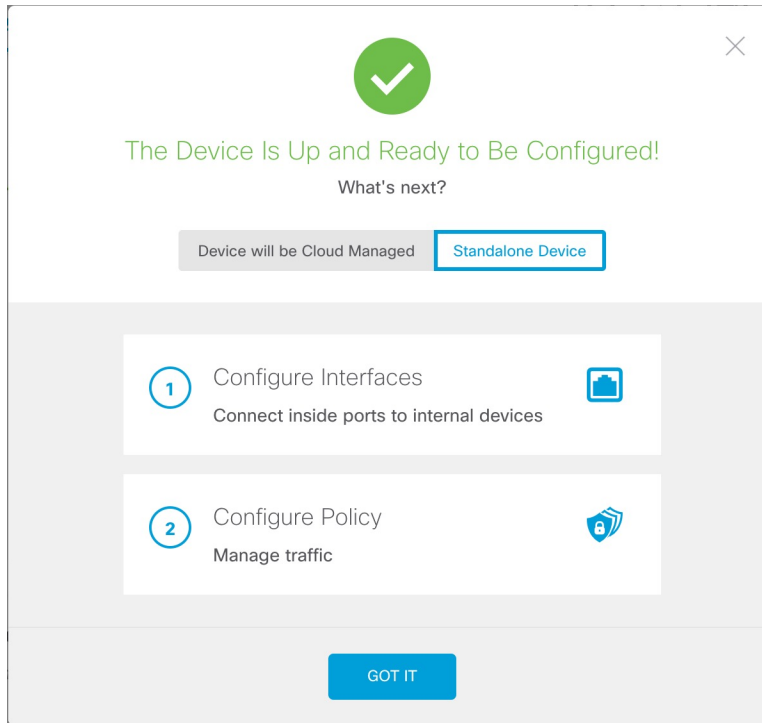 The Device Is Up and Ready to Be Configured!
What's next?
Device will be Cloud Managed
Standalone Device
1
Configure Interfaces
Connect inside ports to internal devices
2
Configure Policy
Manage traffic
GOT IT